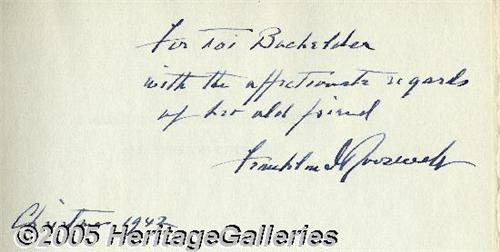 For Toi Bachelder
with the affectionate regards
of her old friend
Franklin D Roosevelt
Christmas 1942
©2005 HeritageGalleries